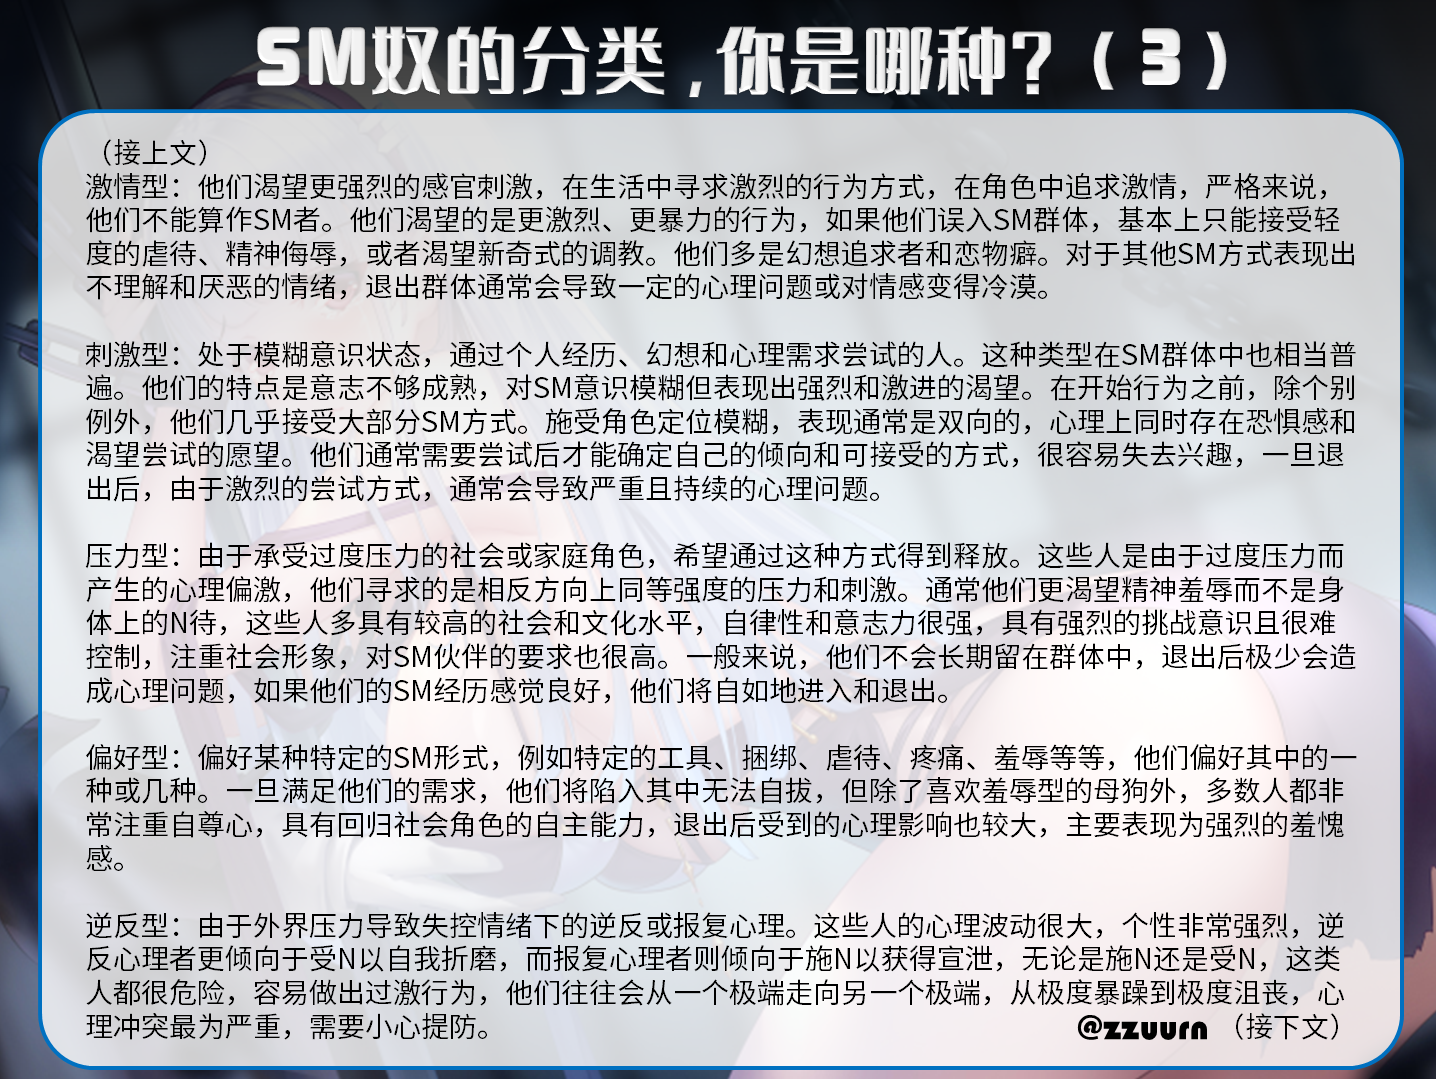 SM奴的分类,你是哪种?(3)
（接上文）
激情型：他们渴望更强烈的感官刺激，在生活中寻求激烈的行为方式，在角色中追求激情，严格来说，
他们不能算作SM者。他们渴望的是更激烈、更暴力的行为，如果他们误入SM群体，基本上只能接受轻
度的虐待、精神侮辱，或者渴望新奇式的调教。他们多是幻想追求者和恋物癖。对于其他SM方式表现出
不理解和厌恶的情绪，退出群体通常会导致一定的心理问题或对情感变得冷漠。
刺激型：处于模糊意识状态，通过个人经历、幻想和心理需求尝试的人。这种类型在SM群体中也相当普
遍。他们的特点是意志不够成熟，对SM意识模糊但表现出强烈和激进的渴望。在开始行为之前，除个别
例外，他们几乎接受大部分SM方式。施受角色定位模糊，表现通常是双向的，心理上同时存在恐惧感和
渴望尝试的愿望。他们通常需要尝试后才能确定自己的倾向和可接受的方式，很容易失去兴趣，一旦退
出后，由于激烈的尝试方式，通常会导致严重且持续的心理问题。
压力型：由于承受过度压力的社会或家庭角色，希望通过这种方式得到释放。这些人是由于过度压力而
产生的心理偏激，他们寻求的是相反方向上同等强度的压力和刺激。通常他们更渴望精神羞辱而不是身
体上的N待，这些人多具有较高的社会和文化水平，自律性和意志力很强，具有强烈的挑战意识且很难
控制，注重社会形象，对SM伙伴的要求也很高。一般来说，他们不会长期留在群体中，退出后极少会造
成心理问题，如果他们的SM经历感觉良好，他们将自如地进入和退出。
偏好型：偏好某种特定的SM形式，例如特定的工具、捆绑、虐待、疼痛、羞辱等等，他们偏好其中的一
种或几种。一旦满足他们的需求，他们将陷入其中无法自拔，但除了喜欢羞辱型的母狗外，多数人都非
常注重自尊心，具有回归社会角色的自主能力，退出后受到的心理影响也较大，主要表现为强烈的羞愧
感。
逆反型：由于外界压力导致失控情绪下的逆反或报复心理。这些人的心理波动很大，个性非常强烈，逆
反心理者更倾向于受N以自我折磨，而报复心理者则倾向于施N以获得宣泄，无论是施N还是受N，这类
人都很危险，容易做出过激行为，他们往往会从一个极端走向另一个极端，从极度暴躁到极度沮丧，心
理冲突最为严重，需要小心提防。
@zzuurn （接下文）